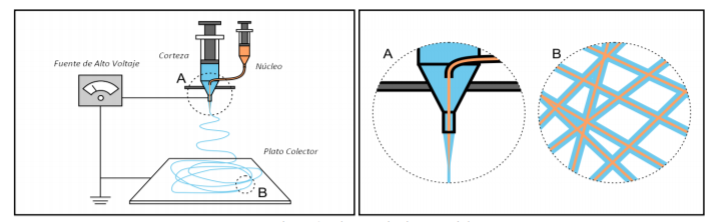 Corteza
Fuente de Alto Voltaje
Núcleo
A
Plato Colector
B
A
B